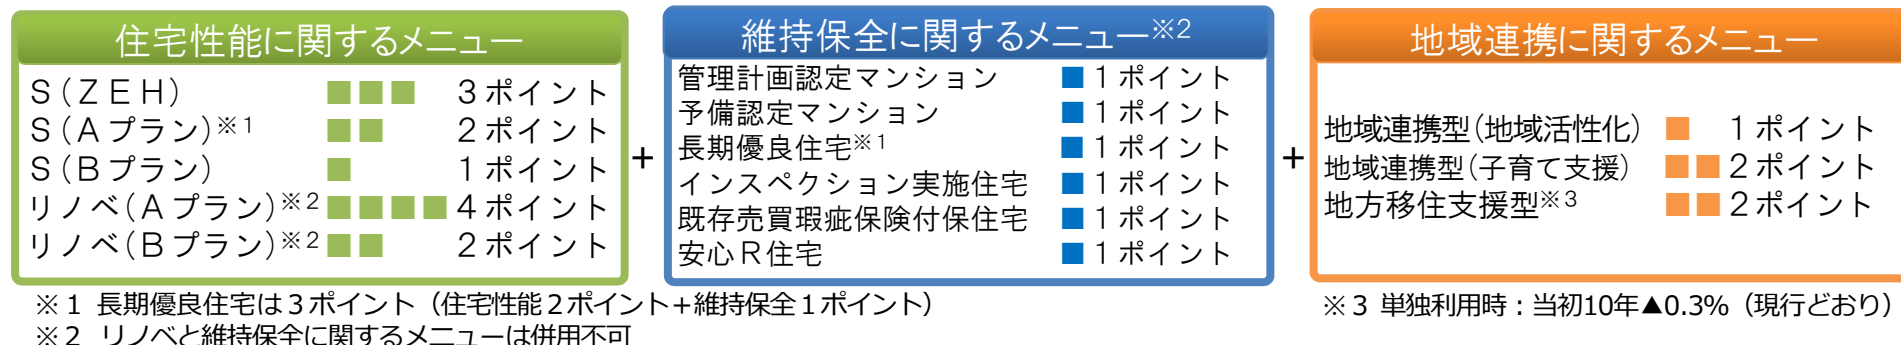 住宅性能に関するメニュー
S(ZEH) ■■■ 3ポイント
S(Aプラン)※1 ■■ 2ポイント
S(Bプラン) ■ 1ポイント
リノベ(Aプラン)※2 ■■■■ 4ポイント
リノベ(Bプラン)※2 ■■ 2ポイント
+
維持保全に関するメニュー※2
管理計画認定マンション ■1ポイント
予備認定マンション ■1ポイント
長期優良住宅※1 ■1ポイント
インスペクション実施住宅 ■1ポイント
既存売買瑕疵保険付保住宅 ■1ポイント
安心R住宅 ■1ポイント
+
地域連携に関するメニュー
地域連携型(地域活性化) ■ 1ポイント
地域連携型(子育て支援) ■■2ポイント
地方移住支援型※3 ■■2ポイント
※1 長期優良住宅は3ポイント(住宅性能2ポイント+維持保全1ポイント)
※2 リノベと維持保全に関するメニューは併用不可
※3 単独利用時:当初10年▲0.3%(現行どおり)